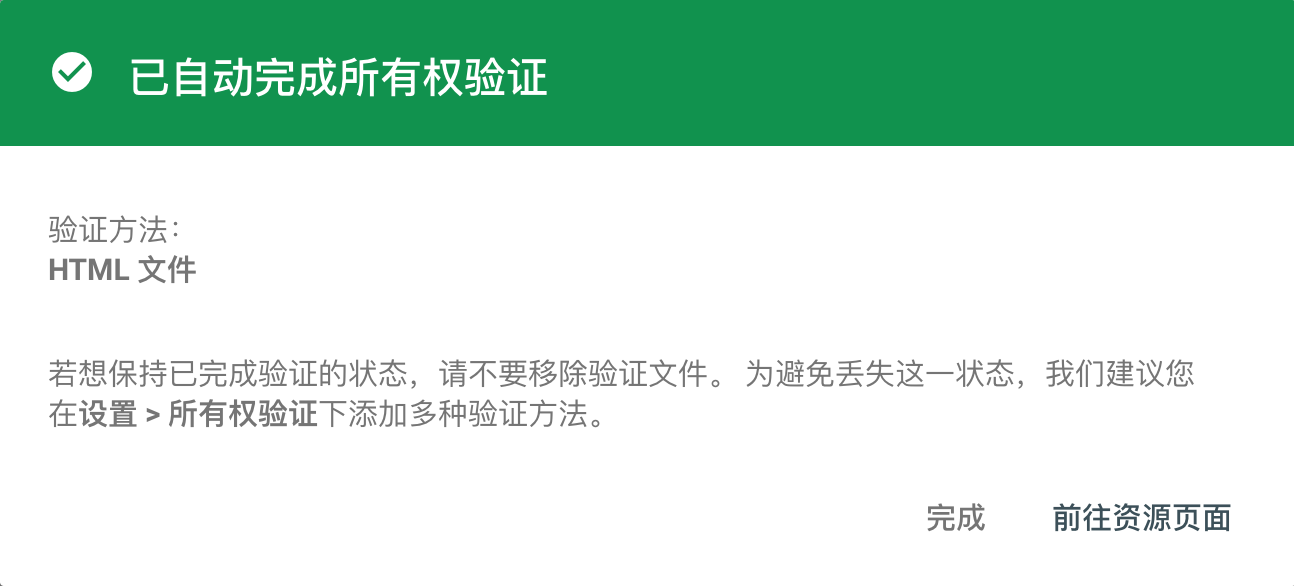 已自动完成所有权验证
验证方法：
HTML 文件
若想保持已完成验证的状态，请不要移除验证文件。 为避免丢失这一状态，我们建议您
在设置 > 所有权验证下添加多种验证方法。
完成 前往资源页面